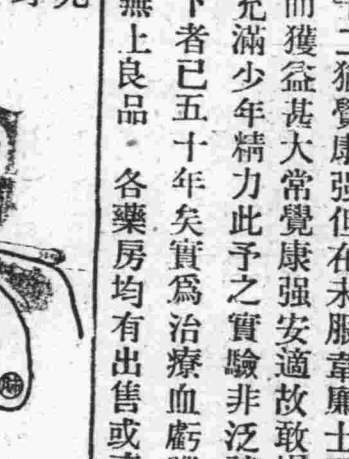 二猶覺康强但在未服韋廉士
而獲益甚大常覺康强安適故敢
充滿少年精力此予之實驗非泛
下者已五十年矣實爲治療血虧
無上良品 各藥房均有出售或
肺